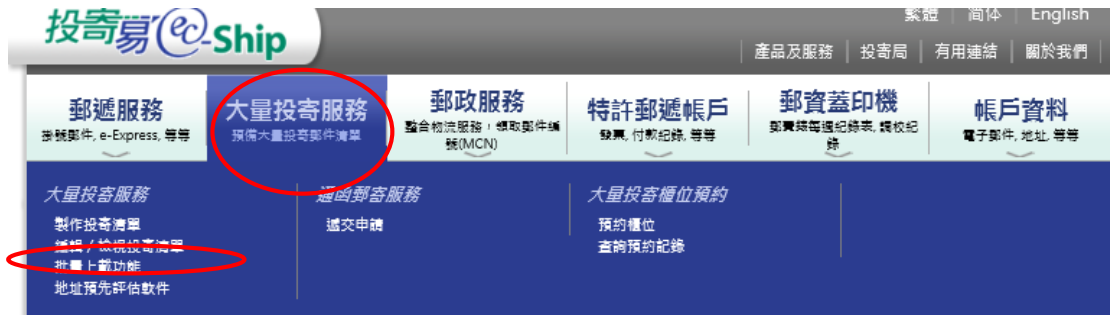 繁體 简体 English
投寄易 ec-Ship
產品及服務 投寄局 有用連結 關於我們
郵遞服務
掛號郵件, e-Express, 等等
大量投寄服務
預備大量投寄郵件清單
郵政服務
整合物流服務，領取郵件編
號(MCN)
特許郵遞帳戶
發票, 付款紀錄, 等等
郵資蓋印機
郵費錶每週紀錄表, 調校紀
錄
帳戶資料
電子郵件, 地址, 等等
大量投寄服務
製作投寄清單
編輯 / 檢視投寄清單
批量上載功能
地址預先評估軟件
通函郵寄服務
遞交申請
大量投寄櫃位預約
預約櫃位
查詢預約記錄